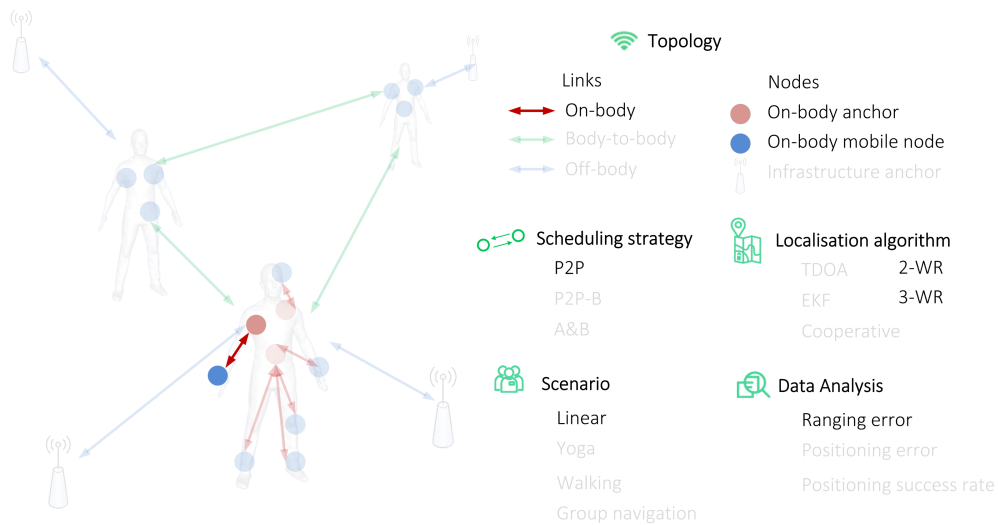 Topology
Links
On-body
Body-to-body
Off-body
Nodes
On-body anchor
On-body mobile node
Infrastructure anchor
Scheduling strategy
P2P
P2P-B
A&B
Localisation algorithm
TDOA 2-WR
EKF 3-WR
Cooperative
Scenario
Linear
Yoga
Walking
Group navigation
Data Analysis
Ranging error
Positioning error
Positioning success rate